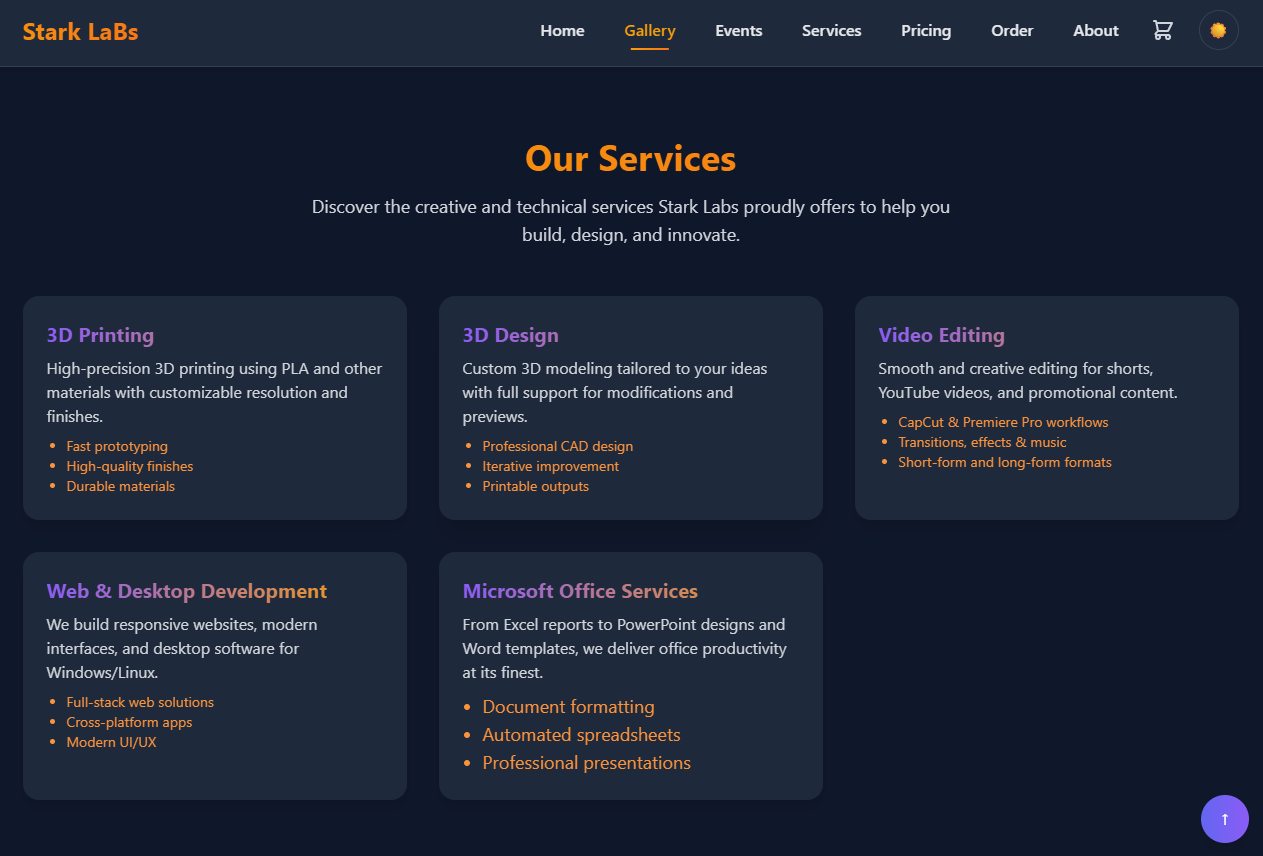 Stark LaBs
Home Gallery Events Services Pricing Order About
Our Services
Discover the creative and technical services Stark Labs proudly offers to help you
build, design, and innovate.
3D Printing
High-precision 3D printing using PLA and other
materials with customizable resolution and
finishes.
• Fast prototyping
• High-quality finishes
• Durable materials
3D Design
Custom 3D modeling tailored to your ideas
with full support for modifications and
previews.
• Professional CAD design
• Iterative improvement
• Printable outputs
Video Editing
Smooth and creative editing for shorts,
YouTube videos, and promotional content.
• CapCut & Premiere Pro workflows
• Transitions, effects & music
• Short-form and long-form formats
Web & Desktop Development
We build responsive websites, modern
interfaces, and desktop software for
Windows/Linux.
• Full-stack web solutions
• Cross-platform apps
• Modern UI/UX
Microsoft Office Services
From Excel reports to PowerPoint designs and
Word templates, we deliver office productivity
at its finest.
• Document formatting
• Automated spreadsheets
• Professional presentations
↑